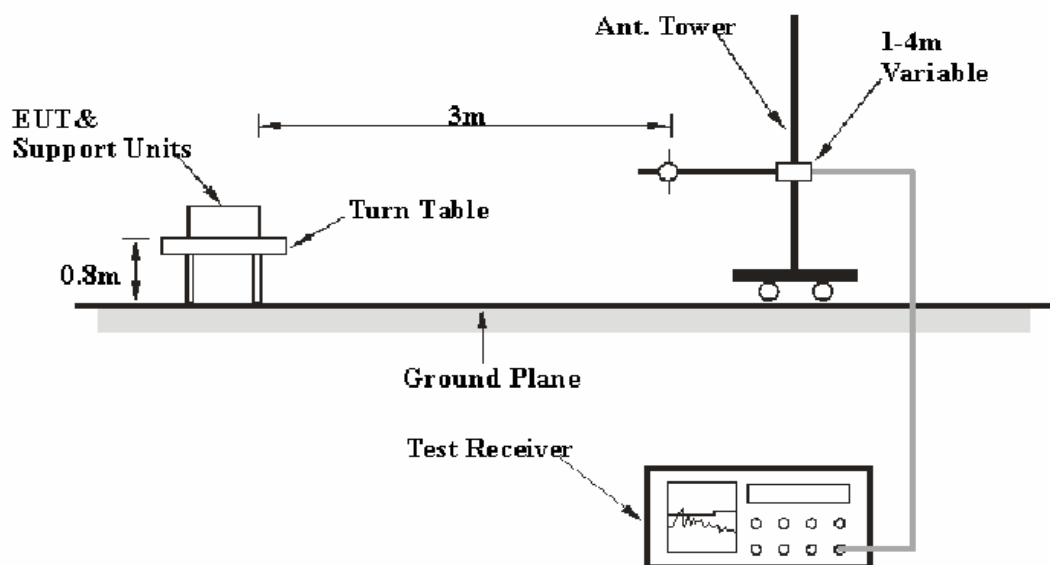 Ant. Tower
1-4m
Variable
3m
EUT&
Support Units
Turn Table
0.8m
Ground Plane
Test Receiver